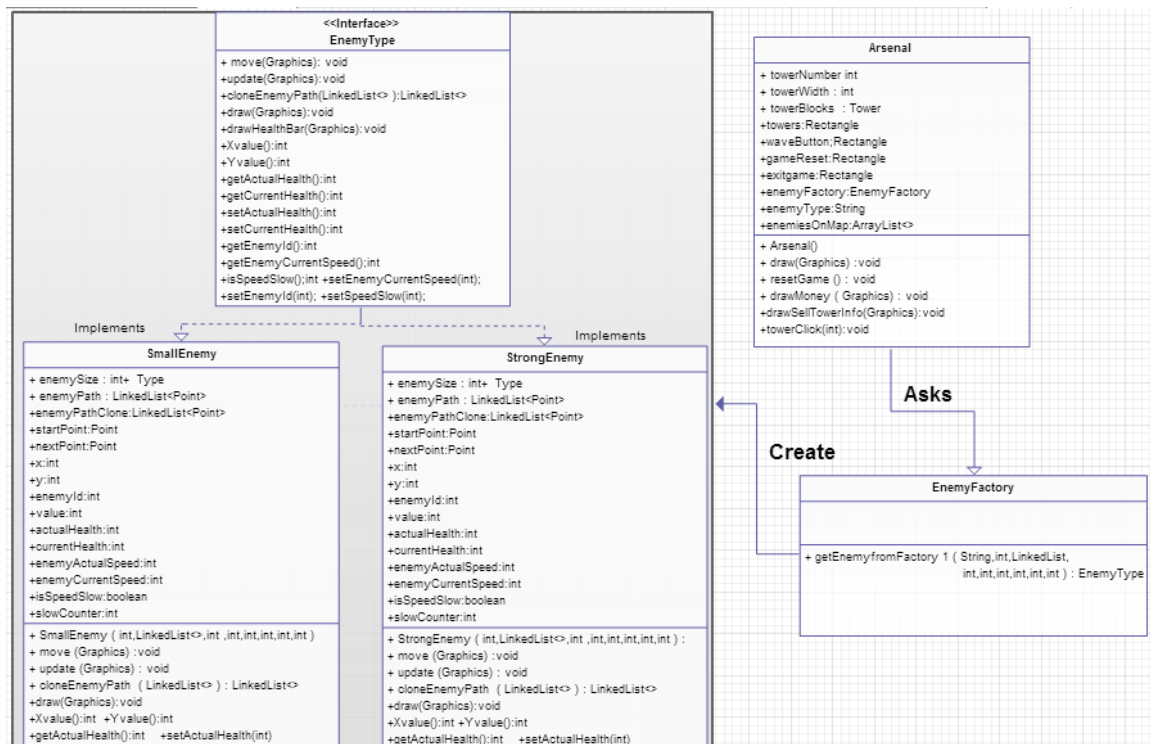 <<Interface>>
EnemyType
+ move(Graphics): void
+update(Graphics):void
+cloneEnemyPath(LinkedList<> ):LinkedList<>
+draw(Graphics):void
+drawHealthBar(Graphics):void
+Xvalue():int
+Yvalue():int
+getActualHealth():int
+getCurrentHealth():int
+setActualHealth():int
+setCurrentHealth():int
+getEnemyId():int
+getEnemyCurrentSpeed();int
+isSpeedSlow();int +setEnemyCurrentSpeed(int);
+setEnemyId(int); +setSpeedSlow(int);
Implements
Implements
SmallEnemy
+ enemySize : int+ Type
+ enemyPath : LinkedList<Point>
+enemyPathClone:LinkedList<Point>
+startPoint:Point
+nextPoint:Point
+x:int
+y:int
+enemyId:int
+value:int
+actualHealth:int
+currentHealth:int
+enemyActualSpeed:int
+enemyCurrentSpeed:int
+isSpeedSlow:boolean
+slowCounter:int
+ SmallEnemy ( int,LinkedList<>,int ,int,int,int,int,int )
+ move (Graphics) :void
+ update (Graphics) : void
+ cloneEnemyPath ( LinkedList<> ) : LinkedList<>
+draw(Graphics):void
+Xvalue():int +Yvalue():int
+getActualHealth():int +setActualHealth(int)
StrongEnemy
+ enemySize : int+ Type
+ enemyPath : LinkedList<Point>
+enemyPathClone:LinkedList<Point>
+startPoint:Point
+nextPoint:Point
+x:int
+y:int
+enemyId:int
+value:int
+actualHealth:int
+currentHealth:int
+enemyActualSpeed:int
+enemyCurrentSpeed:int
+isSpeedSlow:boolean
+slowCounter:int
+ StrongEnemy ( int,LinkedList<>,int ,int,int,int,int,int ) :
+ move (Graphics) :void
+ update (Graphics) : void
+ cloneEnemyPath ( LinkedList<> ) : LinkedList<>
+draw(Graphics):void
+Xvalue():int +Yvalue():int
+getActualHealth():int +setActualHealth(int)
Arsenal
+ towerNumber int
+ towerWidth : int
+ towerBlocks : Tower
+towers:Rectangle
+waveButton;Rectangle
+gameReset:Rectangle
+exitgame:Rectangle
+enemyFactory:EnemyFactory
+enemyType:String
+enemiesOnMap:ArrayList<>
+ Arsenal()
+ draw(Graphics) :void
+ resetGame () : void
+ drawMoney ( Graphics) : void
+drawSellTowerInfo(Graphics):void
+towerClick(int):void
Asks
Create
EnemyFactory
+ getEnemyfromFactory 1 ( String,int,LinkedList,
int,int,int,int,int,int ) : EnemyType